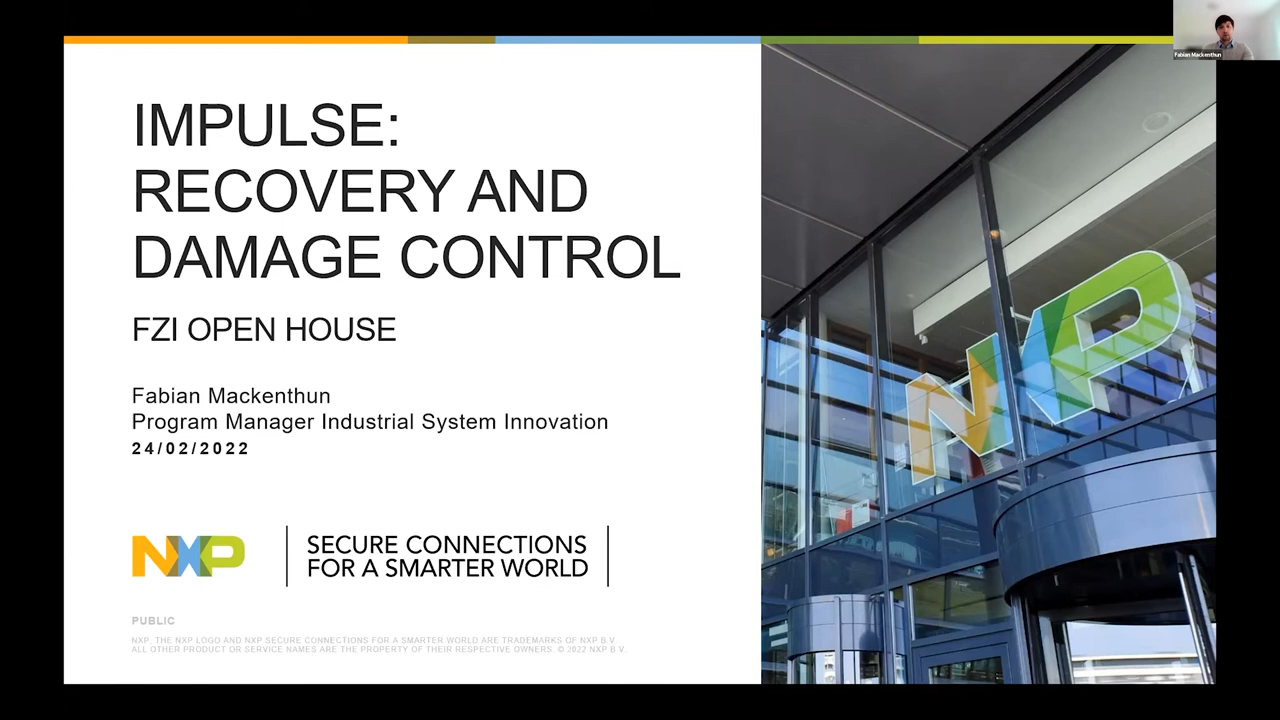 Fabian Mackenthun
IMPULSE:
RECOVERY AND
DAMAGE CONTROL
FZI OPEN HOUSE
Fabian Mackenthun
Program Manager Industrial System Innovation
24/02/2022
NXP
SECURE CONNECTIONS
FOR A SMARTER WORLD
PUBLIC
NXP, THE NXP LOGO AND NXP SECURE CONNECTIONS FOR A SMARTER WORLD ARE TRADEMARKS OF NXP B.V.
ALL OTHER PRODUCT OR SERVICE NAMES ARE THE PROPERTY OF THEIR RESPECTIVE OWNERS. © 2022 NXP B.V.
NXP